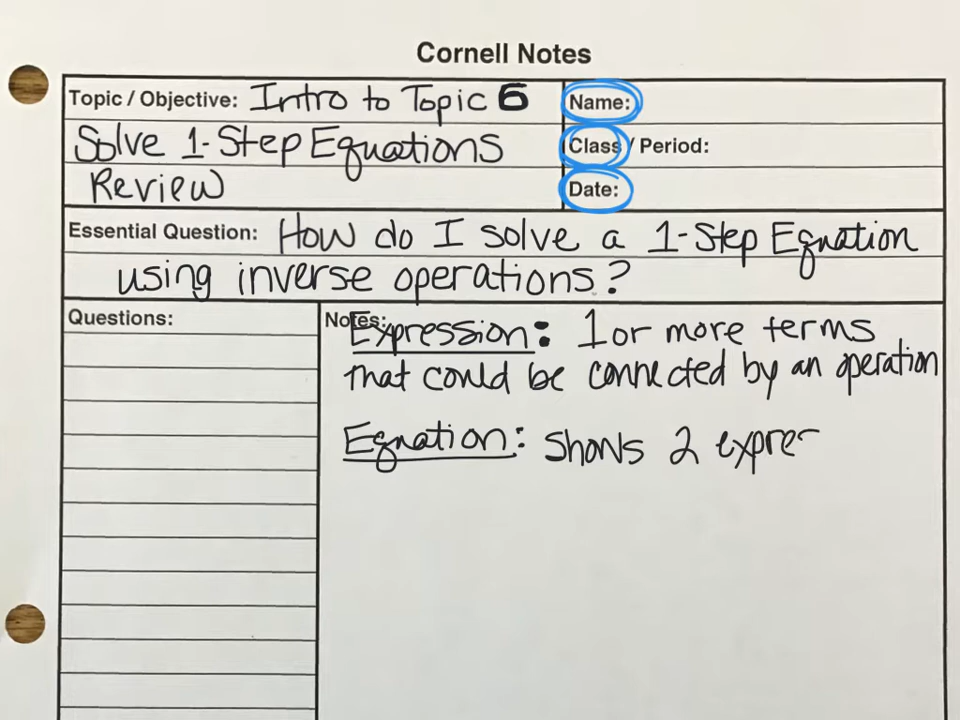 Cornell Notes
Topic / Objective: Intro to Topic 6
Solve 1-Step Equations
Review
Name:
Class / Period:
Date:
Essential Question: How do I solve a 1-Step Equation
using inverse operations?
Questions:
Notes:
Expression: 1 or more terms
that could be connected by an operation
Equation: Shows 2 expre